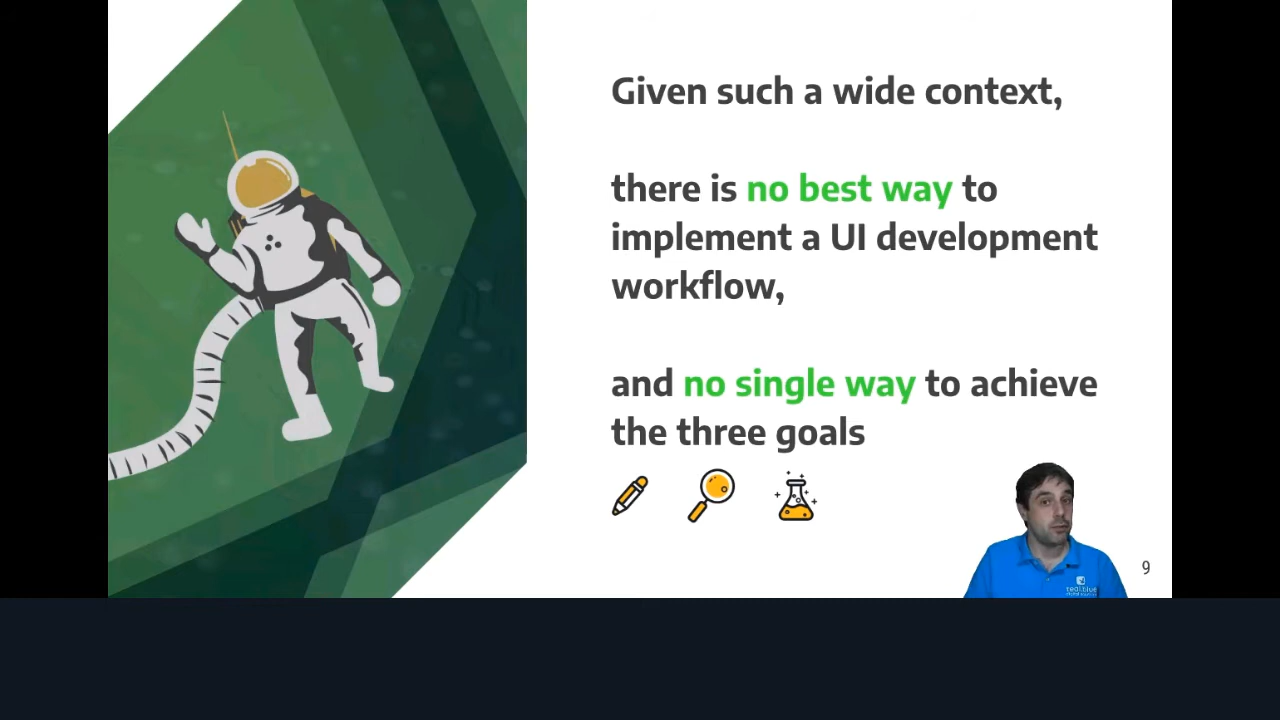 Given such a wide context,
there is no best way to
implement a UI development
workflow,
and no single way to achieve
the three goals
9